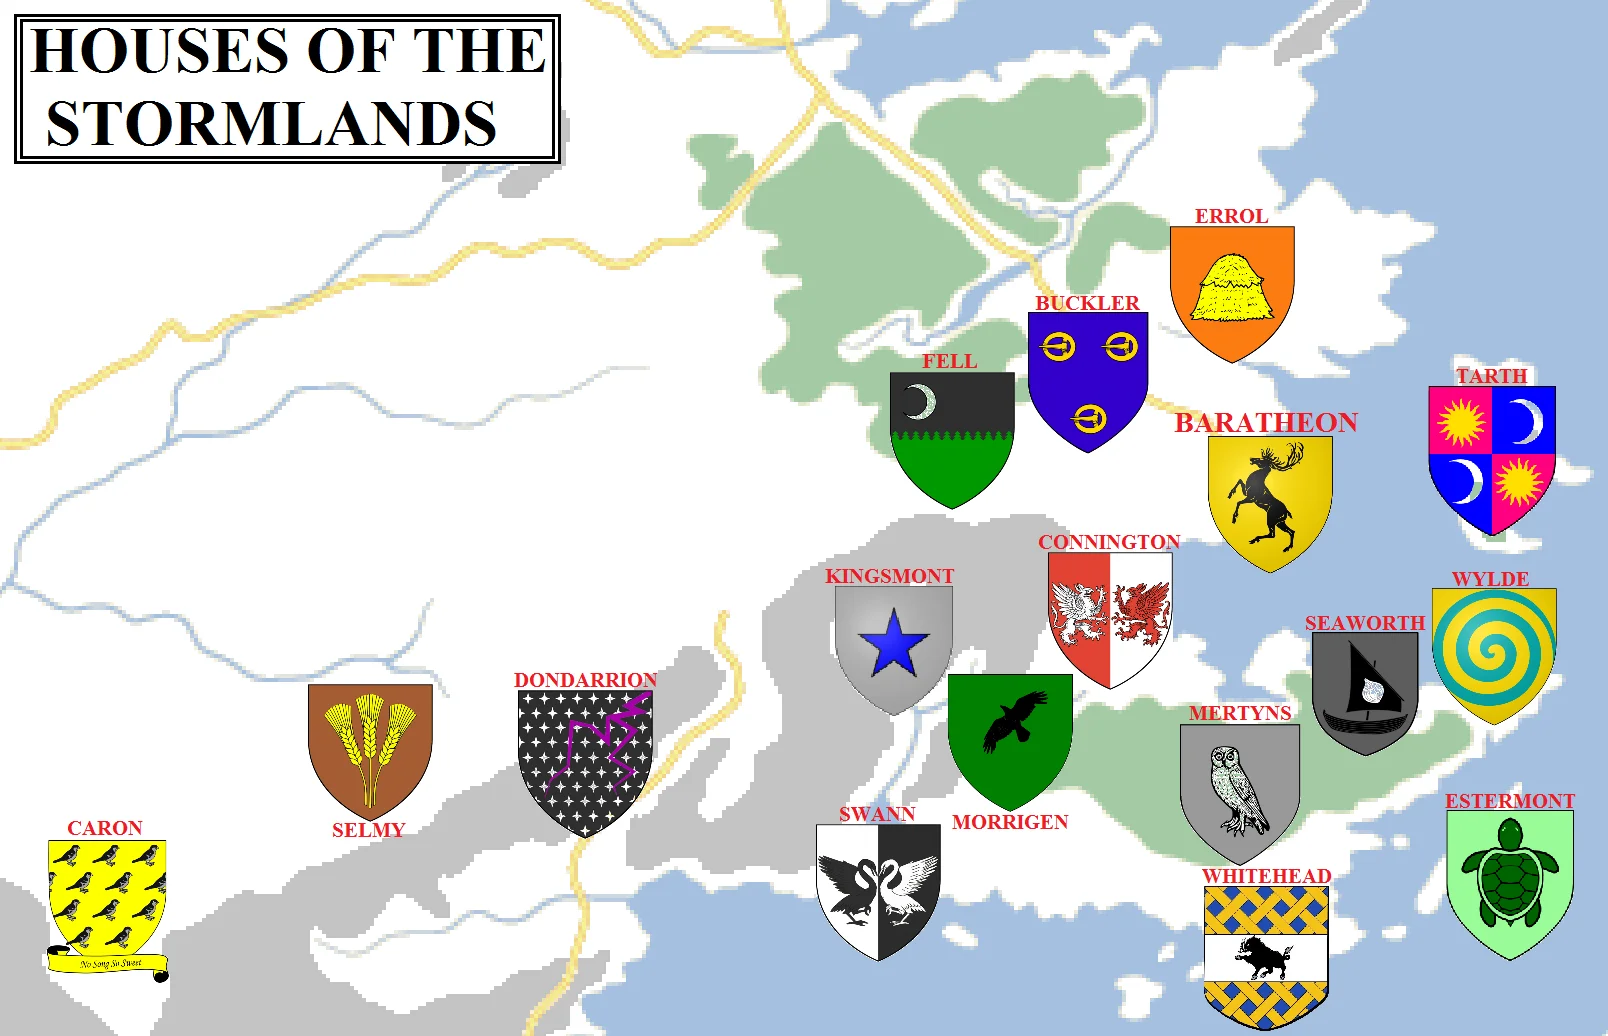 HOUSES OF THE
STORMLANDS
ERROL
BUCKLER
FELL
TARTH
BARATHEON
CONNINGTON
KINGSMONT
WYLDE
SEAWORTH
DONDARRION
MERTYNS
ESTERMONT
SWANN
MORRIGEN
CARON
SELMY
WHITEHEAD
No Song So Sweet